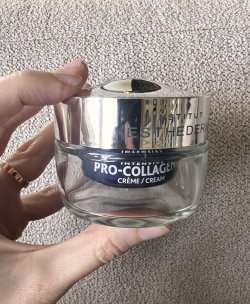 INSTITUT
ESTHEDERM
INTENSIVE
PRO-COLLAGEN
CRÈME / CREAM